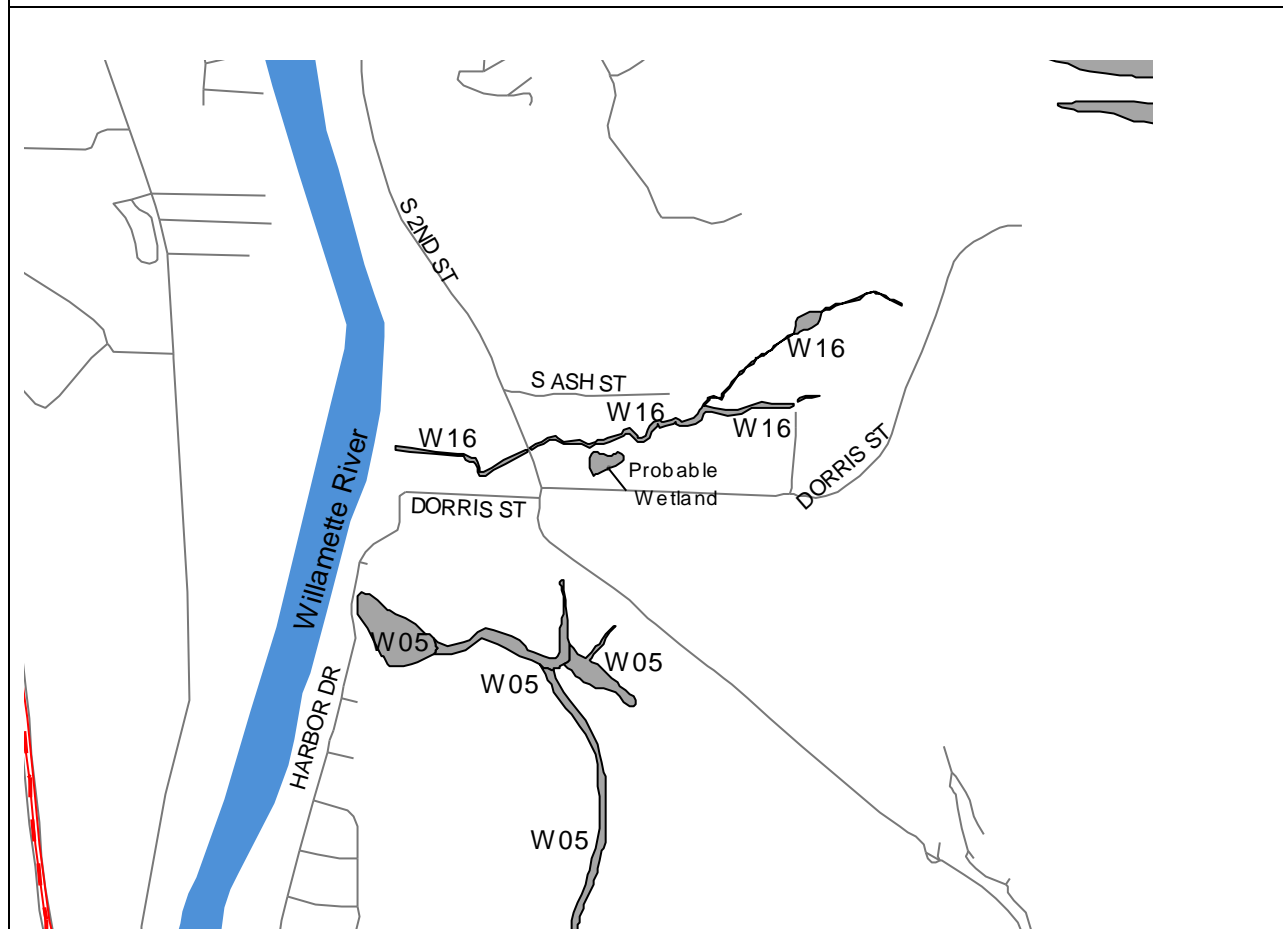 S 2ND ST
W16
S ASH ST
W16
W16
W16
Probable
Wetland
DORRIS ST
DORRIS ST
Willamette River
W05
W05
W05
HARBOR DR
W05